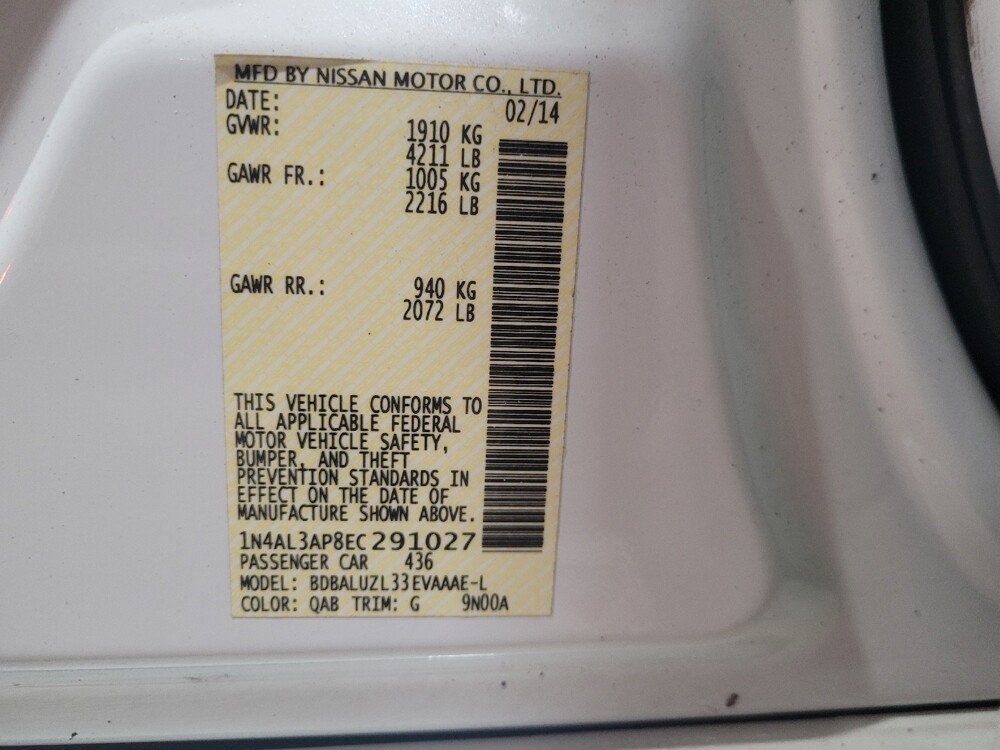 MFD BY NISSAN MOTOR CO., LTD.
DATE: 02/14
GVWR: 1910 KG
4211 LB
GAWR FR.: 1005 KG
2216 LB
GAWR RR.: 940 KG
2072 LB
THIS VEHICLE CONFORMS TO
ALL APPLICABLE FEDERAL
MOTOR VEHICLE SAFETY,
BUMPER, AND THEFT
PREVENTION STANDARDS IN
EFFECT ON THE DATE OF
MANUFACTURE SHOWN ABOVE.
1N4AL3AP8EC291027
PASSENGER CAR 436
MODEL: BDBALUZL33EVAAAE-L
COLOR: QAB TRIM: G 9N00A